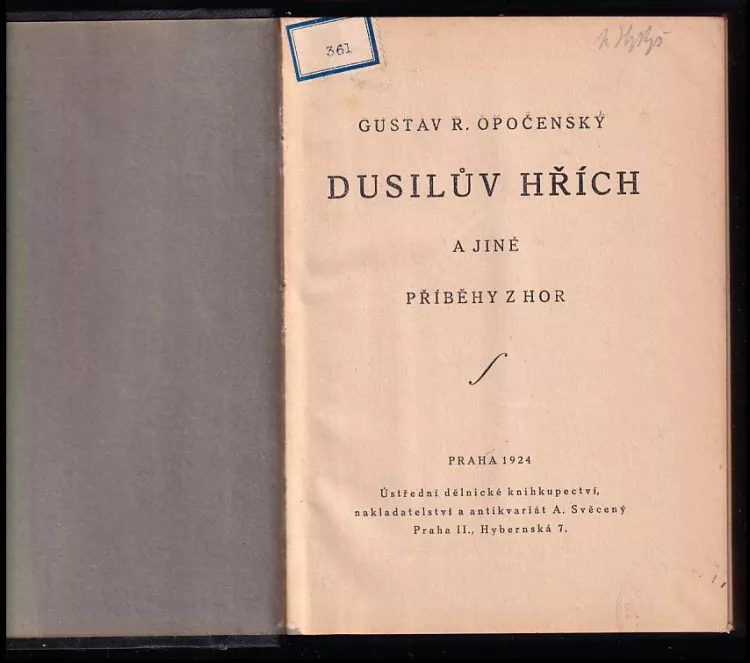 361
GUSTAV R. OPOČENSKÝ
DUSILŮV HŘÍCH
A JINÉ
PŘÍBĚHY Z HOR
PRAHA 1924
Ústřední dělnické knihkupectví,
nakladatelství a antikvariát A. Svěcený
Praha II., Hybernská 7.